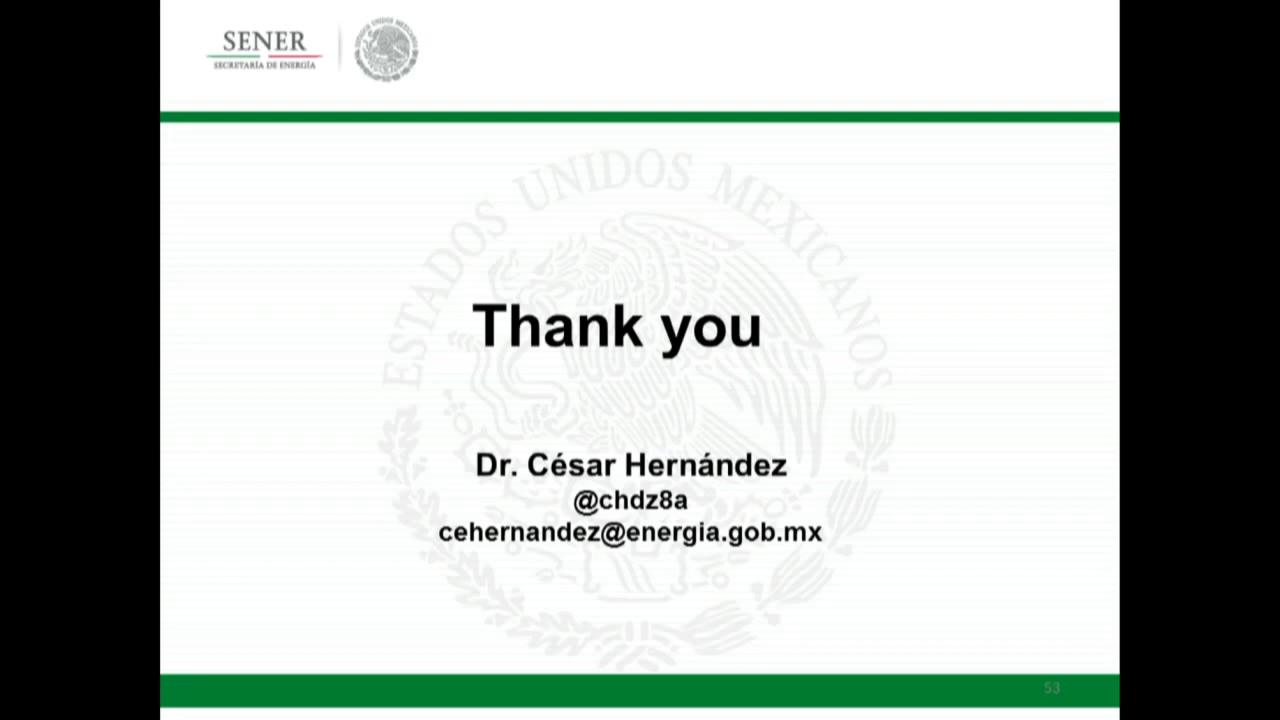 SENER
SECRETARÍA DE ENERGÍA
ESTADOS UNIDOS MEXICANOS
Thank you
Dr. César Hernández
@chdz8a
cehernandez@energia.gob.mx
53